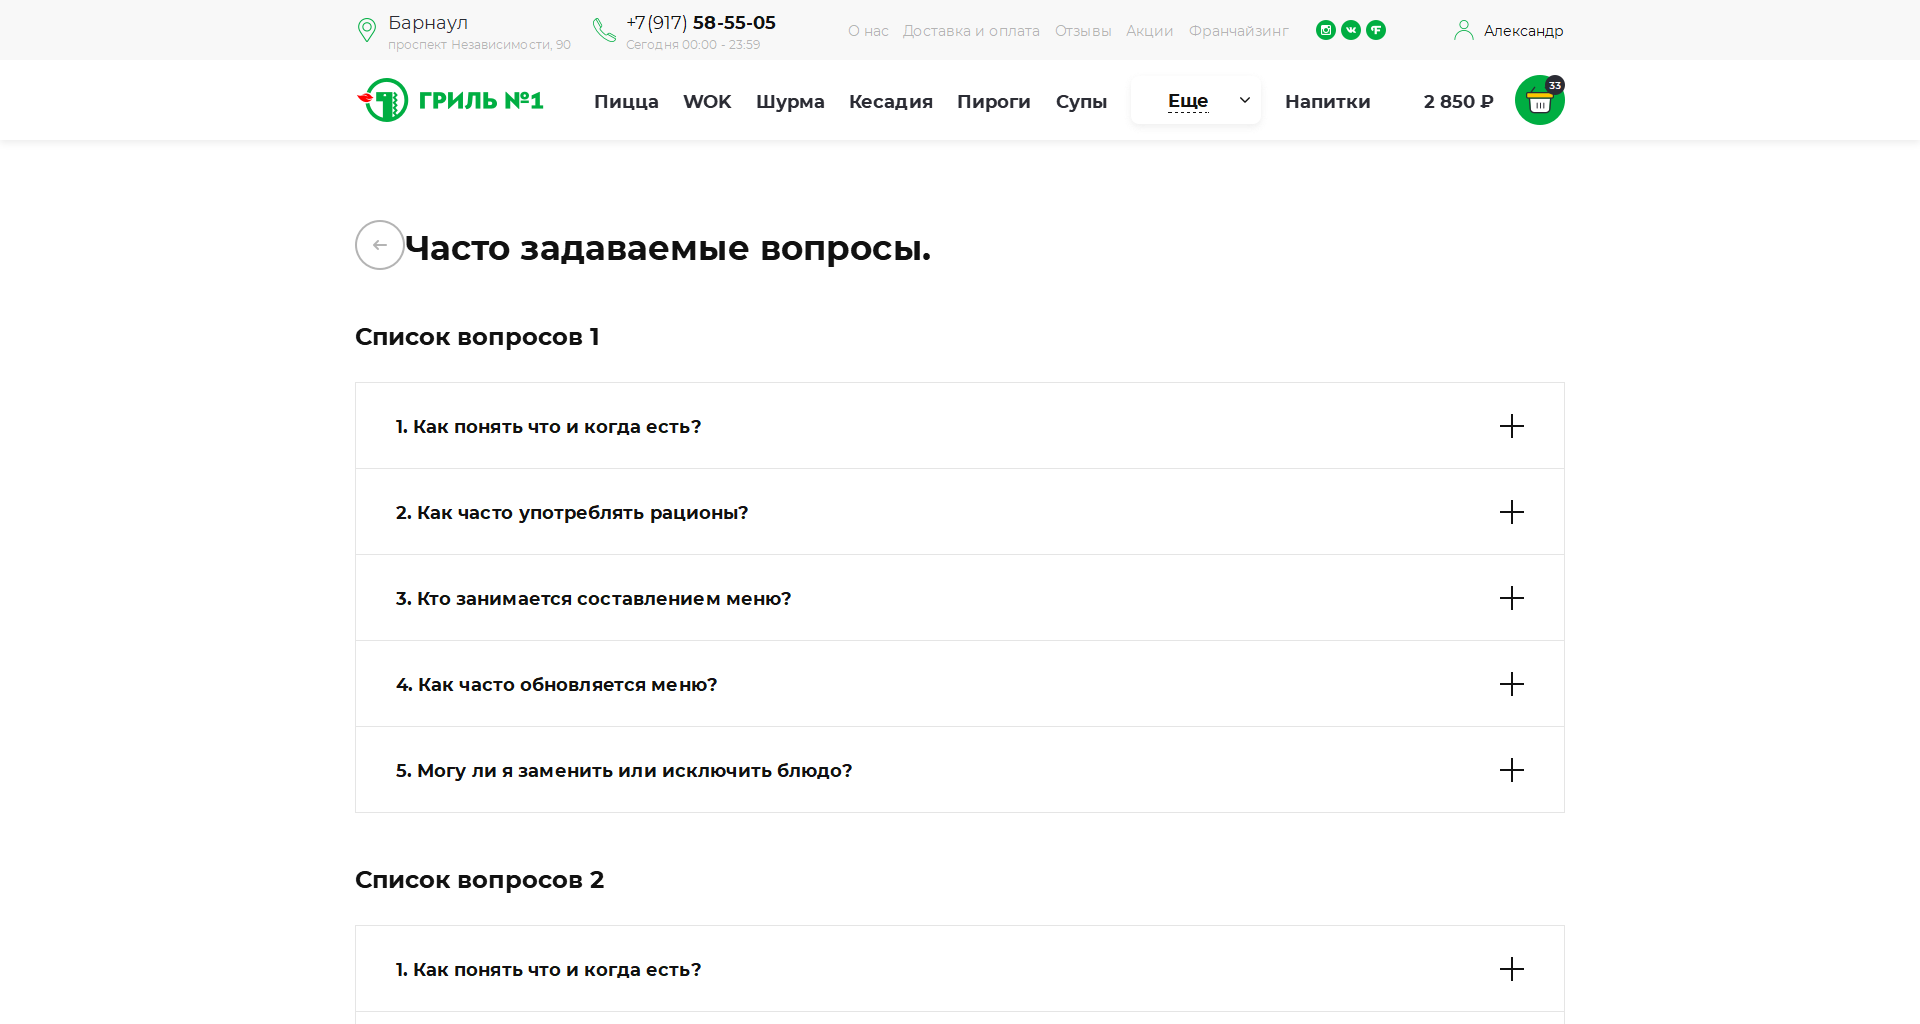 Барнаул
проспект Независимости, 90
+7(917) 58-55-05
Сегодня 00:00 - 23:59
О нас Доставка и оплата Отзывы Акции Франчайзинг
Александр
ГРИЛЬ №1
Пицца WOK Шурма Кесадия Пироги Супы Еще Напитки
2 850 ₽
33
Часто задаваемые вопросы.
Список вопросов 1
1. Как понять что и когда есть?
2. Как часто употреблять рационы?
3. Кто занимается составлением меню?
4. Как часто обновляется меню?
5. Могу ли я заменить или исключить блюдо?
Список вопросов 2
1. Как понять что и когда есть?